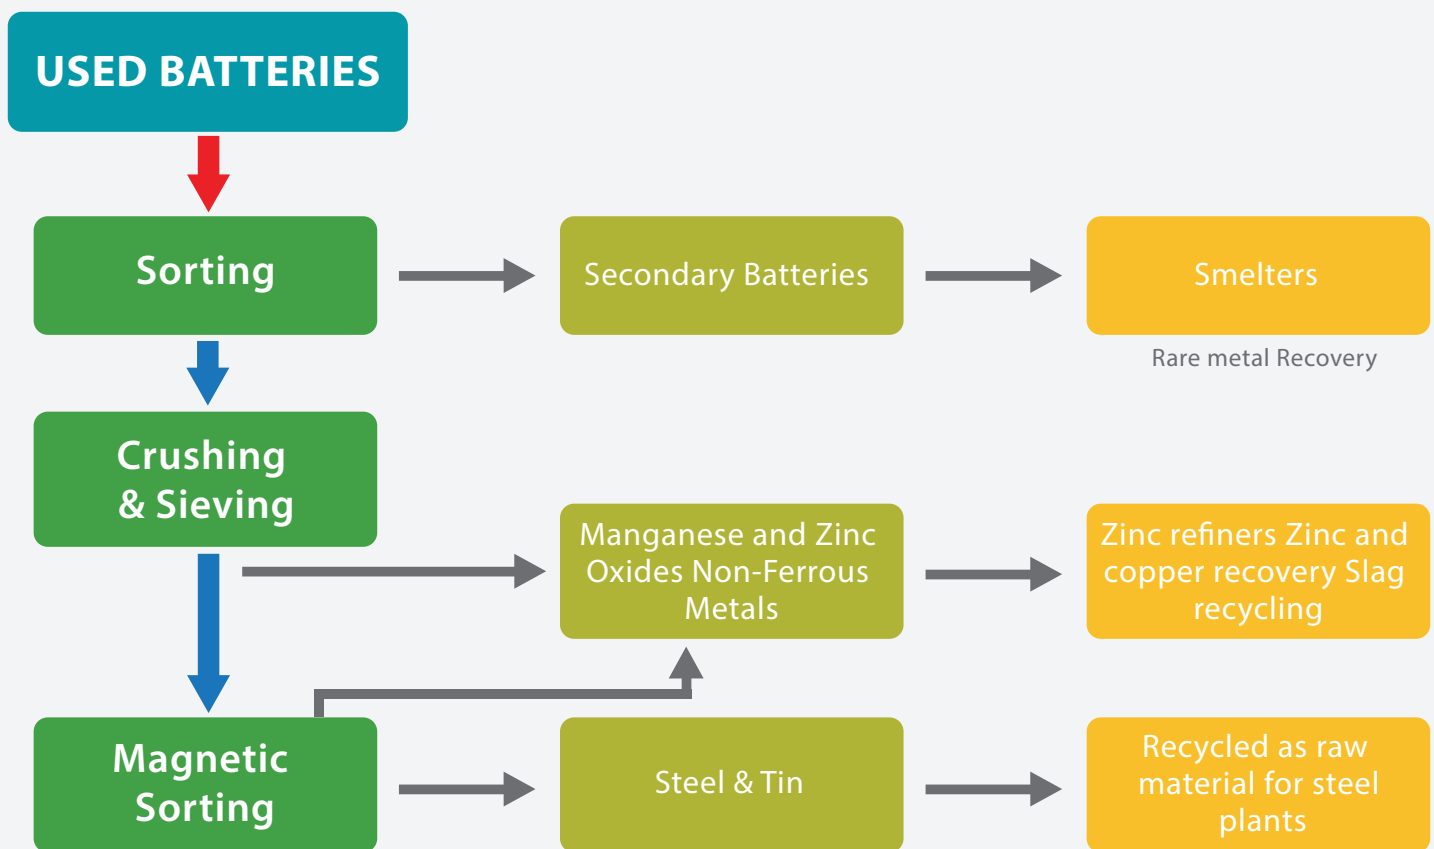 USED BATTERIES
Sorting
Secondary Batteries
Smelters
Rare metal Recovery
Crushing
& Sieving
Manganese and Zinc
Oxides Non-Ferrous
Metals
Zinc refiners Zinc and
copper recovery Slag
recycling
Magnetic
Sorting
Steel & Tin
Recycled as raw
material for steel
plants